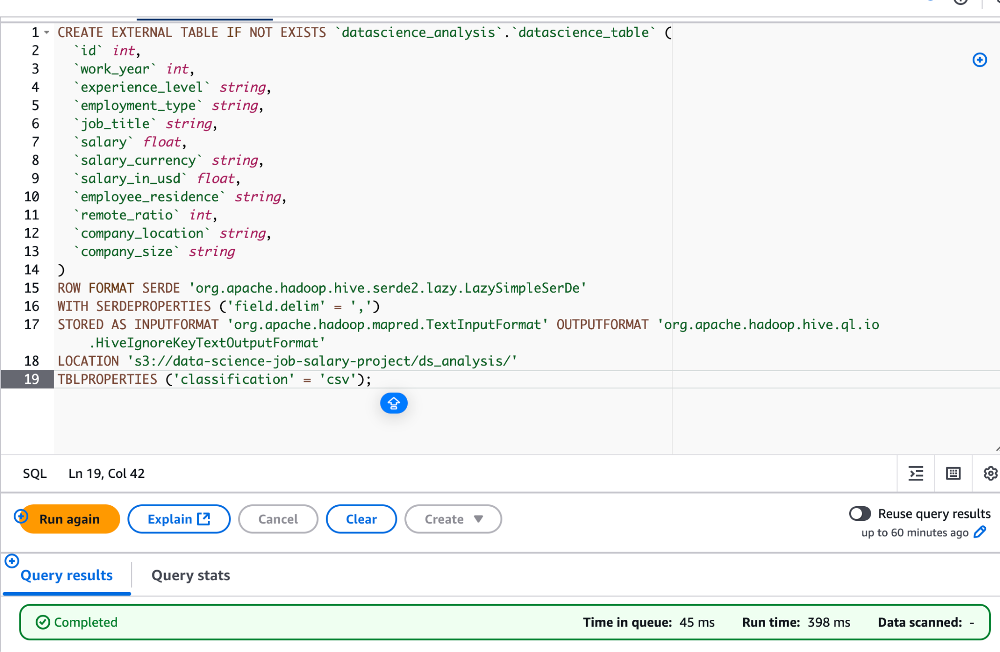 1 CREATE EXTERNAL TABLE IF NOT EXISTS `datascience_analysis`.`datascience_table` (
2 `id` int,
3 `work_year` int,
4 `experience_level` string,
5 `employment_type` string,
6 `job_title` string,
7 `salary` float,
8 `salary_currency` string,
9 `salary_in_usd` float,
10 `employee_residence` string,
11 `remote_ratio` int,
12 `company_location` string,
13 `company_size` string
14 )
15 ROW FORMAT SERDE 'org.apache.hadoop.hive.serde2.lazy.LazySimpleSerDe'
16 WITH SERDEPROPERTIES ('field.delim' = ',')
17 STORED AS INPUTFORMAT 'org.apache.hadoop.mapred.TextInputFormat' OUTPUTFORMAT 'org.apache.hadoop.hive.ql.io
.HiveIgnoreKeyTextOutputFormat'
18 LOCATION 's3://data-science-job-salary-project/ds_analysis/'
19 TBLPROPERTIES ('classification' = 'csv');
SQL Ln 19, Col 42
Run again Explain Cancel Clear Create Reuse query results
up to 60 minutes ago
Query results Query stats
Completed Time in queue: 45 ms Run time: 398 ms Data scanned: -